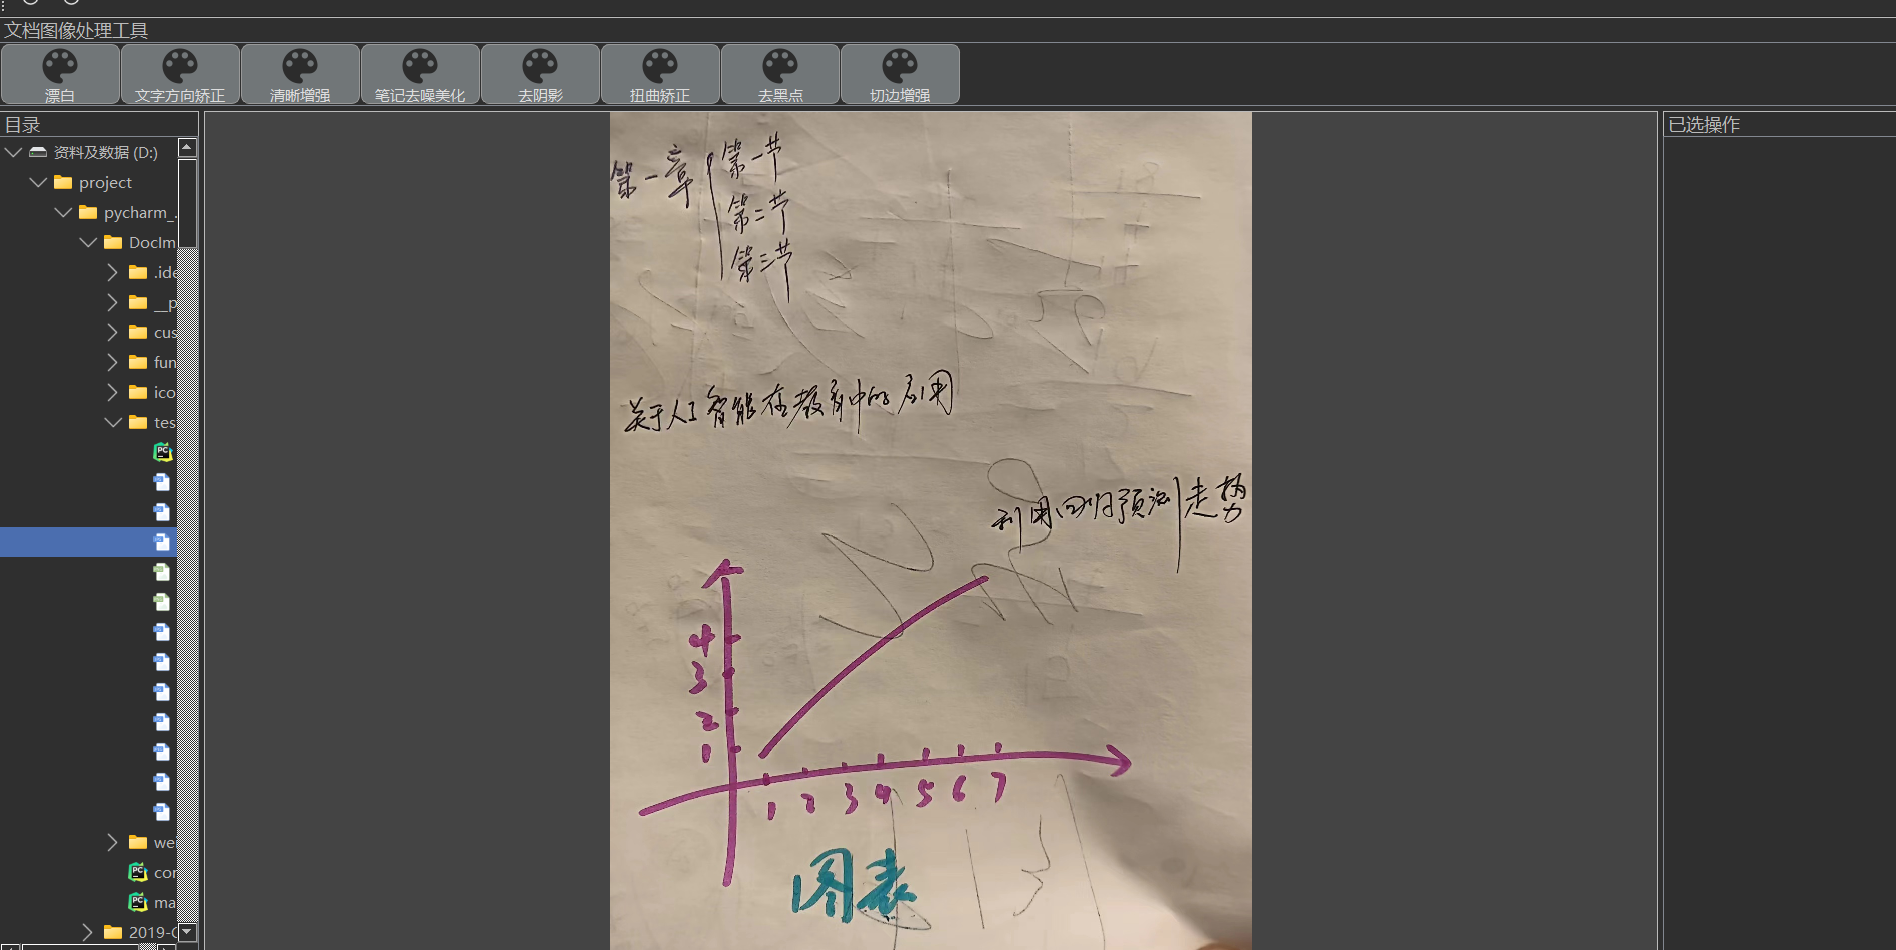 文档图像处理工具
漂白
文字方向矫正
清晰增强
笔记去噪美化
去阴影
扭曲矫正
去黑点
切边增强
目录
资料及数据 (D:)
project
pycharm_.
DocIm
.ide
__p
cus
fun
ico
tes
we
con
ma
2019-C
已选操作
第一章
第一节
第二节
第三节
关于人工智能在教育中的应用
利用回归预测走势
4
3
2
1
1 2 3 4 5 6 7
图表